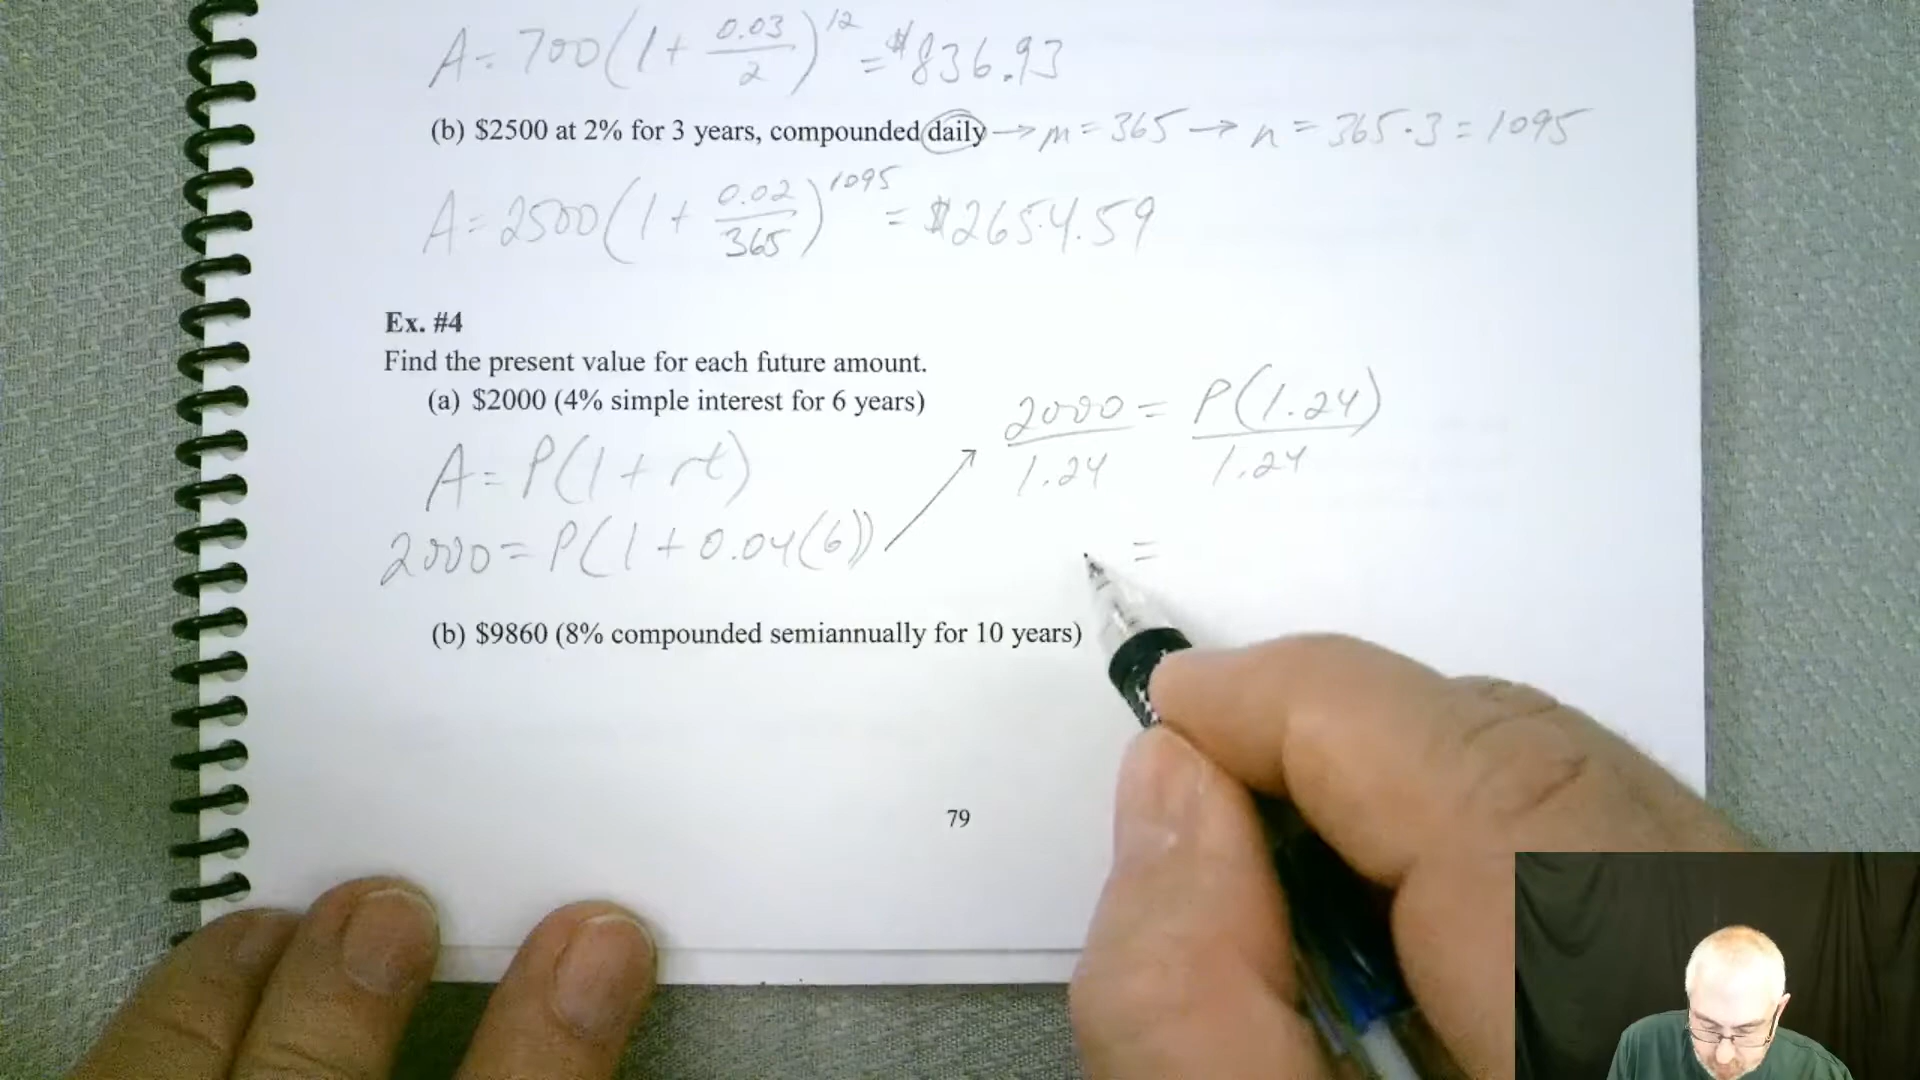 A = 700(1 + 0.03/2)^12 = $836.93
(b) $2500 at 2% for 3 years, compounded daily → m = 365 → n = 365·3 = 1095
A = 2500(1 + 0.02/365)^1095 = $2654.59
Ex. #4
Find the present value for each future amount.
(a) $2000 (4% simple interest for 6 years)
A = P(1 + rt)
2000 = P(1 + 0.04(6))
2000/1.24 = P(1.24)/1.24
=
(b) $9860 (8% compounded semiannually for 10 years)
79